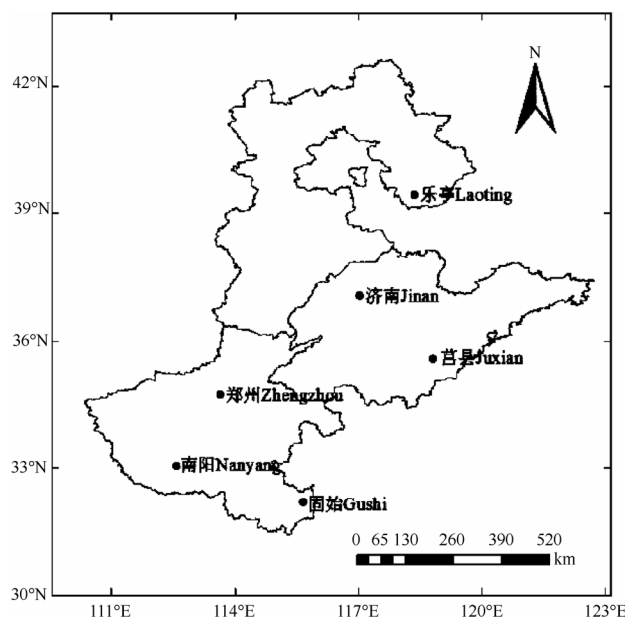 42°N
N
39°N
乐亭Laoting
济南Jinan
36°N
莒县Juxian
郑州Zhengzhou
33°N
南阳Nanyang
固始Gushi
0 65 130 260 390 520
km
30°N
111°E 114°E 117°E 120°E 123°E